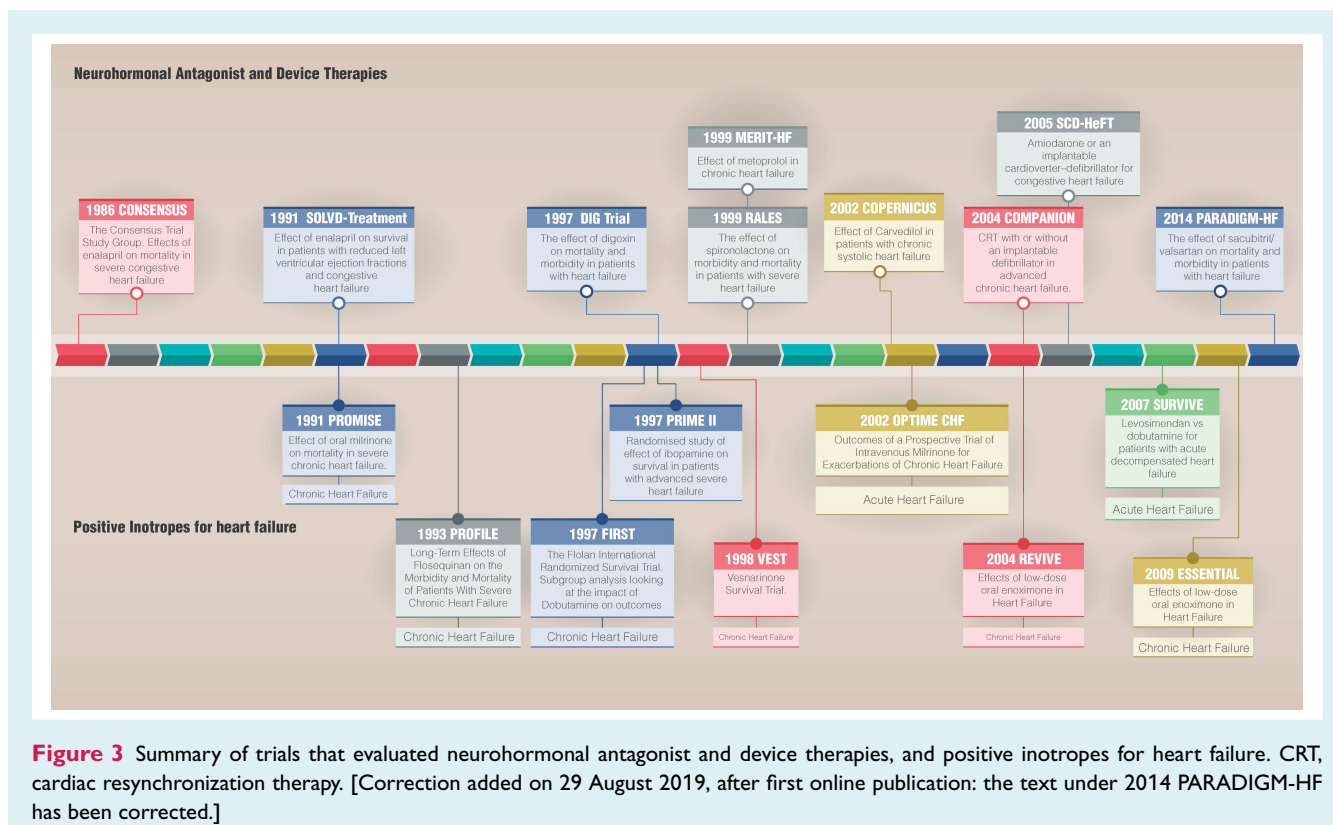 Neurohormonal Antagonist and Device Therapies
1986 CONSENSUS
The Consensus Trial
Study Group. Effects of
enalapril on mortality in
severe congestive
heart failure
1991 SOLVD-Treatment
Effect of enalapril on survival
in patients with reduced left
ventricular ejection fractions
and congestive
heart failure
1997 DIG Trial
The effect of digoxin
on mortality and
morbidity in patients
with heart failure
1999 MERIT-HF
Effect of metoprolol in
chronic heart failure
1999 RALES
The effect of
spironolactone on
morbidity and mortality
in patients with severe
heart failure
2002 COPERNICUS
Effect of Carvedilol in
patients with chronic
systolic heart failure
2005 SCD-HeFT
Amiodarone or an
implantable
cardioverter–defibrillator for
congestive heart failure
2004 COMPANION
CRT with or without
an implantable
defibrillator in
advanced
chronic heart failure.
2014 PARADIGM-HF
The effect of sacubitril/
valsartan on mortality and
morbidity in patients
with heart failure
1991 PROMISE
Effect of oral milrinone
on mortality in severe
chronic heart failure.
Chronic Heart Failure
1997 PRIME II
Randomised study of
effect of ibopamine on
survival in patients
with advanced severe
heart failure
2002 OPTIME CHF
Outcomes of a Prospective Trial of
Intravenous Milrinone for
Exacerbations of Chronic Heart Failure
Acute Heart Failure
2007 SURVIVE
Levosimendan vs
dobutamine for
patients with acute
decompensated heart
failure
Acute Heart Failure
Positive Inotropes for heart failure
1993 PROFILE
Long-Term Effects of
Flosequinan on the
Morbidity and Mortality
of Patients With Severe
Chronic Heart Failure
Chronic Heart Failure
1997 FIRST
The Flolan International
Randomized Survival Trial.
Subgroup analysis looking
at the impact of
Dobutamine on outcomes
Chronic Heart Failure
1998 VEST
Vesnarinone
Survival Trial.
Chronic Heart Failure
2004 REVIVE
Effects of low-dose
oral enoximone in
Heart Failure
Chronic Heart Failure
2009 ESSENTIAL
Effects of low-dose
oral enoximone in
Heart Failure
Chronic Heart Failure
Figure 3 Summary of trials that evaluated neurohormonal antagonist and device therapies, and positive inotropes for heart failure. CRT,
cardiac resynchronization therapy. [Correction added on 29 August 2019, after first online publication: the text under 2014 PARADIGM-HF
has been corrected.]